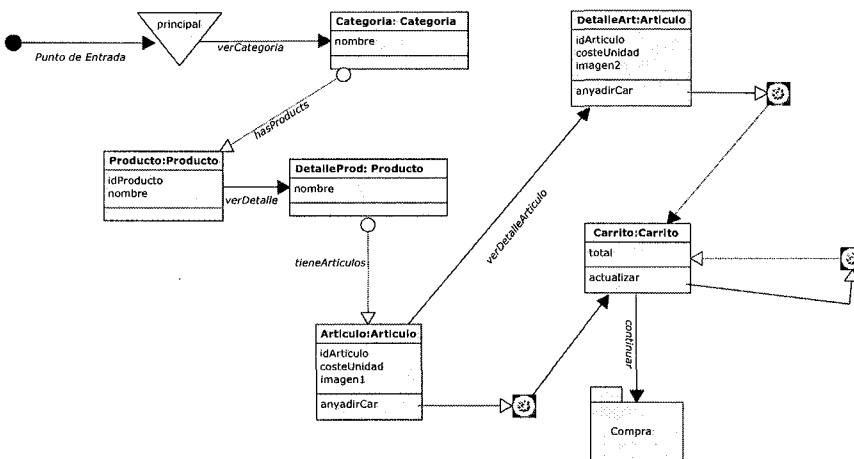 principal
Punto de Entrada
verCategoria
Categoria: Categoria
nombre
hasProducts
Producto:Producto
idProducto
nombre
verDetalle
DetalleProd: Producto
nombre
tieneArticulos
Articulo:Articulo
idArticulo
costeUnidad
imagen1
anyadirCar
verDetalleArticulo
DetalleArt:Articulo
idArticulo
costeUnidad
imagen2
anyadirCar
Carrito:Carrito
total
actualizar
continuar
Compra